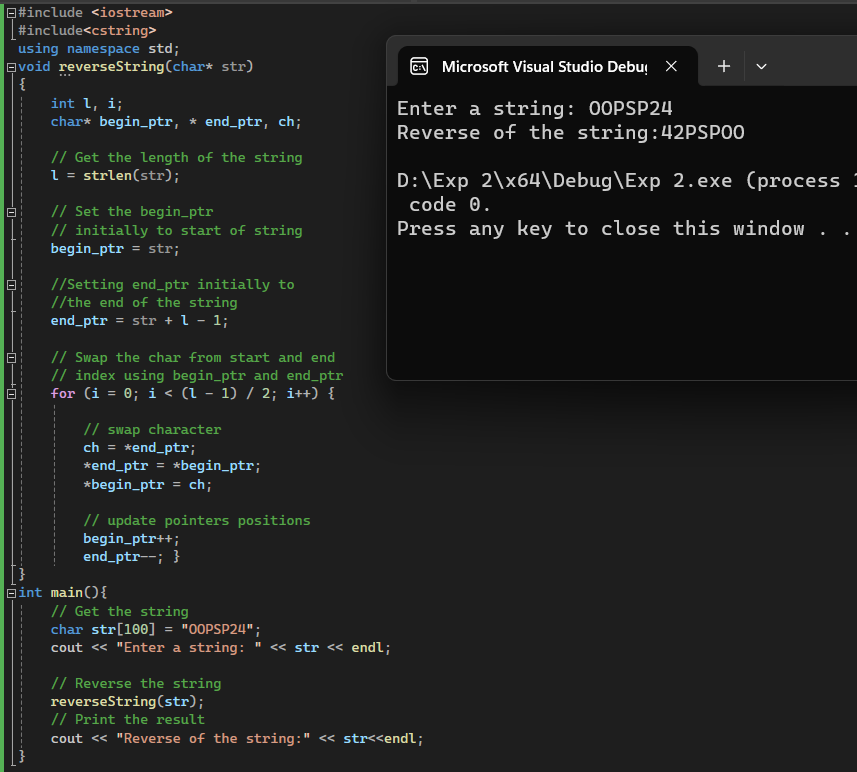 #include <iostream>
#include<cstring>
using namespace std;
void reverseString(char* str)
{
int l, i;
char* begin_ptr, * end_ptr, ch;
// Get the length of the string
l = strlen(str);
// Set the begin_ptr
// initially to start of string
begin_ptr = str;
//Setting end_ptr initially to
//the end of the string
end_ptr = str + l - 1;
// Swap the char from start and end
// index using begin_ptr and end_ptr
for (i = 0; i < (l - 1) / 2; i++) {
// swap character
ch = *end_ptr;
*end_ptr = *begin_ptr;
*begin_ptr = ch;
// update pointers positions
begin_ptr++;
end_ptr--; }
}
int main(){
// Get the string
char str[100] = "OOPSP24";
cout << "Enter a string: " << str << endl;
// Reverse the string
reverseString(str);
// Print the result
cout << "Reverse of the string:" << str<<endl;
}
Microsoft Visual Studio Debug
Enter a string: OOPSP24
Reverse of the string:42PSPOO
D:\Exp 2\x64\Debug\Exp 2.exe (process 1
code 0.
Press any key to close this window . . .